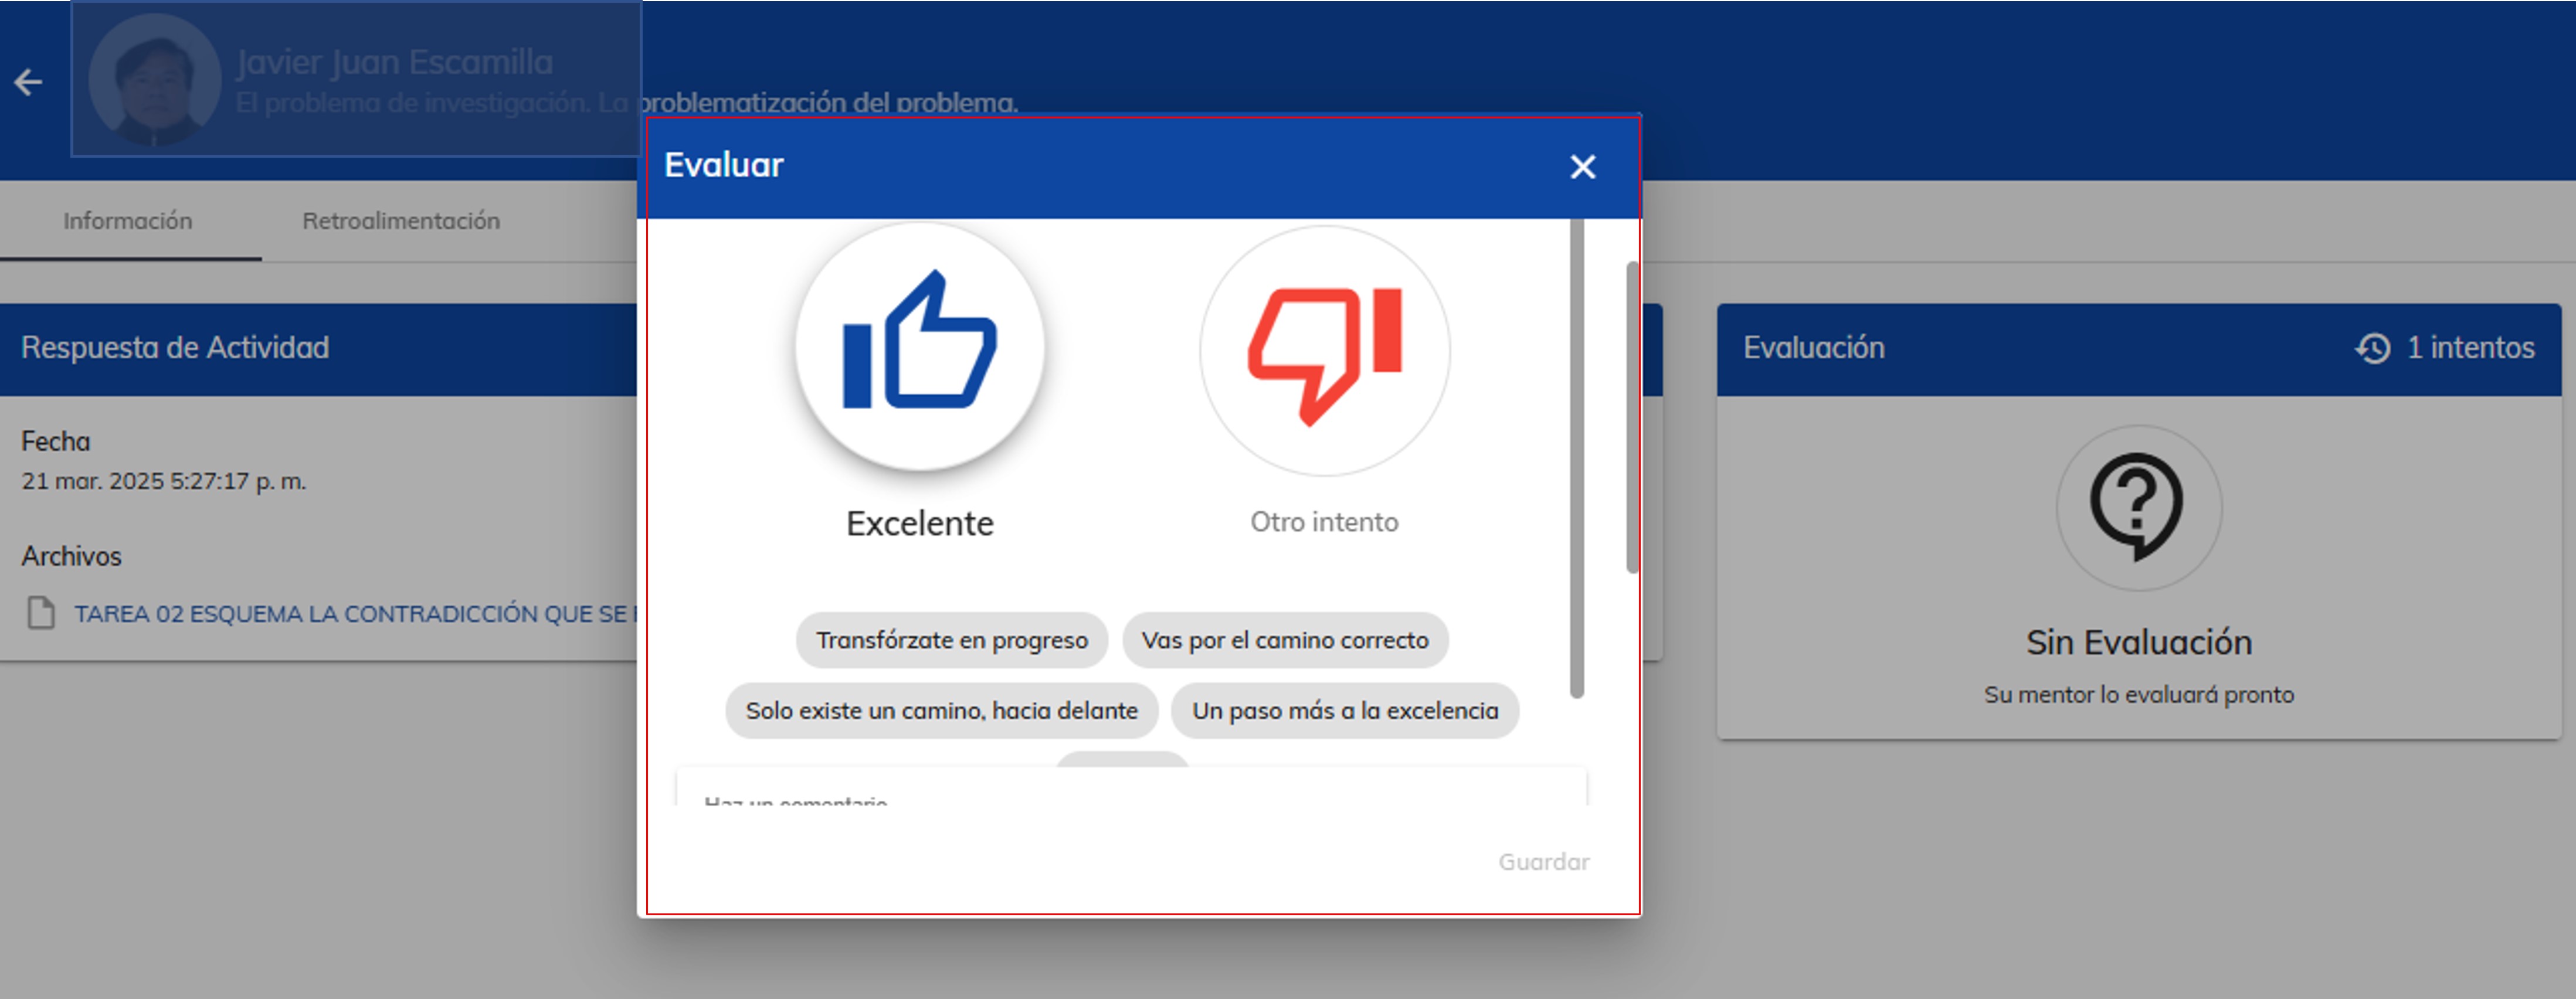 Javier Juan Escamilla
El problema de investigación. La problematización del problema.
Evaluar
Información
Retroalimentación
Respuesta de Actividad
Fecha
21 mar. 2025 5:27:17 p. m.
Archivos
TAREA 02 ESQUEMA LA CONTRADICCIÓN QUE SE
Excelente
Otro intento
Transfórzate en progreso
Vas por el camino correcto
Solo existe un camino, hacia delante
Un paso más a la excelencia
Haz un comentario
Guardar
Evaluación
1 intentos
Sin Evaluación
Su mentor lo evaluará pronto